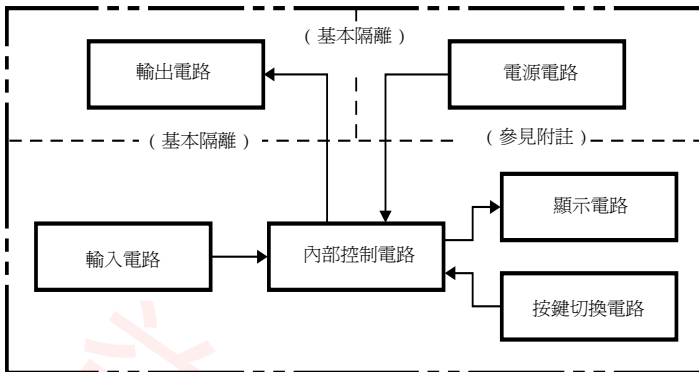 (基本隔離)
輸出電路
電源電路
(基本隔離)
(參見附註)
顯示電路
輸入電路
內部控制電路
按鍵切換電路